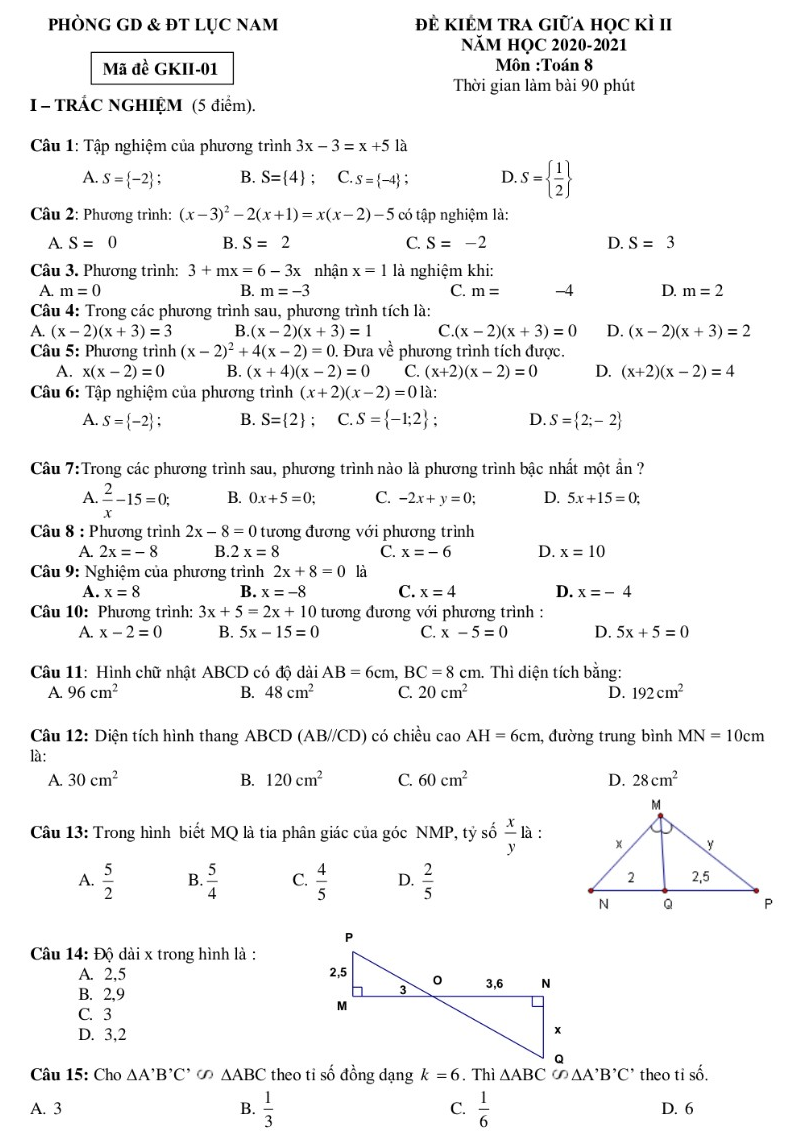 PHÒNG GD & ĐT LỤC NAM
ĐỀ KIỂM TRA GIỮA HỌC KÌ II
NĂM HỌC 2020-2021
Mã đề GKII-01
Môn :Toán 8
Thời gian làm bài 90 phút
I – TRẮC NGHIỆM (5 điểm).
Câu 1: Tập nghiệm của phương trình 3x – 3 = x +5 là
A. S = {–2}; B. S={4} ; C. S = {–4}; D. S = {1/2}
Câu 2: Phương trình: (x – 3)² – 2(x + 1) = x(x – 2) – 5 có tập nghiệm là:
A. S = 0 B. S = 2 C. S = –2 D. S = 3
Câu 3. Phương trình: 3 + mx = 6 – 3x nhận x = 1 là nghiệm khi:
A. m = 0 B. m = –3 C. m = –4 D. m = 2
Câu 4: Trong các phương trình sau, phương trình tích là:
A. (x – 2)(x + 3) = 3 B.(x – 2)(x + 3) = 1 C.(x – 2)(x + 3) = 0 D. (x – 2)(x + 3) = 2
Câu 5: Phương trình (x – 2)² + 4(x – 2) = 0. Đưa về phương trình tích được.
A. x(x – 2) = 0 B. (x + 4)(x – 2) = 0 C. (x+2)(x – 2) = 0 D. (x+2)(x – 2) = 4
Câu 6: Tập nghiệm của phương trình (x + 2)(x – 2) = 0 là:
A. S = {–2}; B. S={2} ; C. S = {–1;2} ; D. S = {2;– 2}
Câu 7:Trong các phương trình sau, phương trình nào là phương trình bậc nhất một ẩn ?
A. 2/x –15 = 0; B. 0x + 5 = 0; C. –2x + y = 0; D. 5x +15 = 0;
Câu 8 : Phương trình 2x – 8 = 0 tương đương với phương trình
A. 2x = – 8 B.2 x = 8 C. x = – 6 D. x = 10
Câu 9: Nghiệm của phương trình 2x + 8 = 0 là
A. x = 8 B. x = –8 C. x = 4 D. x = – 4
Câu 10: Phương trình: 3x + 5 = 2x + 10 tương đương với phương trình :
A. x – 2 = 0 B. 5x – 15 = 0 C. x – 5 = 0 D. 5x + 5 = 0
Câu 11: Hình chữ nhật ABCD có độ dài AB = 6cm, BC = 8 cm. Thì diện tích bằng:
A. 96 cm² B. 48 cm² C. 20 cm² D. 192 cm²
Câu 12: Diện tích hình thang ABCD (AB//CD) có chiều cao AH = 6cm, đường trung bình MN = 10cm
là:
A. 30 cm² B. 120 cm² C. 60 cm² D. 28 cm²
Câu 13: Trong hình biết MQ là tia phân giác của góc NMP, tỷ số x/y là :
A. 5/2 B. 5/4 C. 4/5 D. 2/5
M
x y
2 2,5
N Q P
Câu 14: Độ dài x trong hình là :
A. 2,5
B. 2,9
C. 3
D. 3,2
P
2,5 3 O 3,6 N
M
x
Q
Câu 15: Cho ΔA’B’C’ ∽ ΔABC theo tỉ số đồng dạng k = 6. Thì ΔABC ∽ ΔA’B’C’ theo tỉ số.
A. 3 B. 1/3 C. 1/6 D. 6